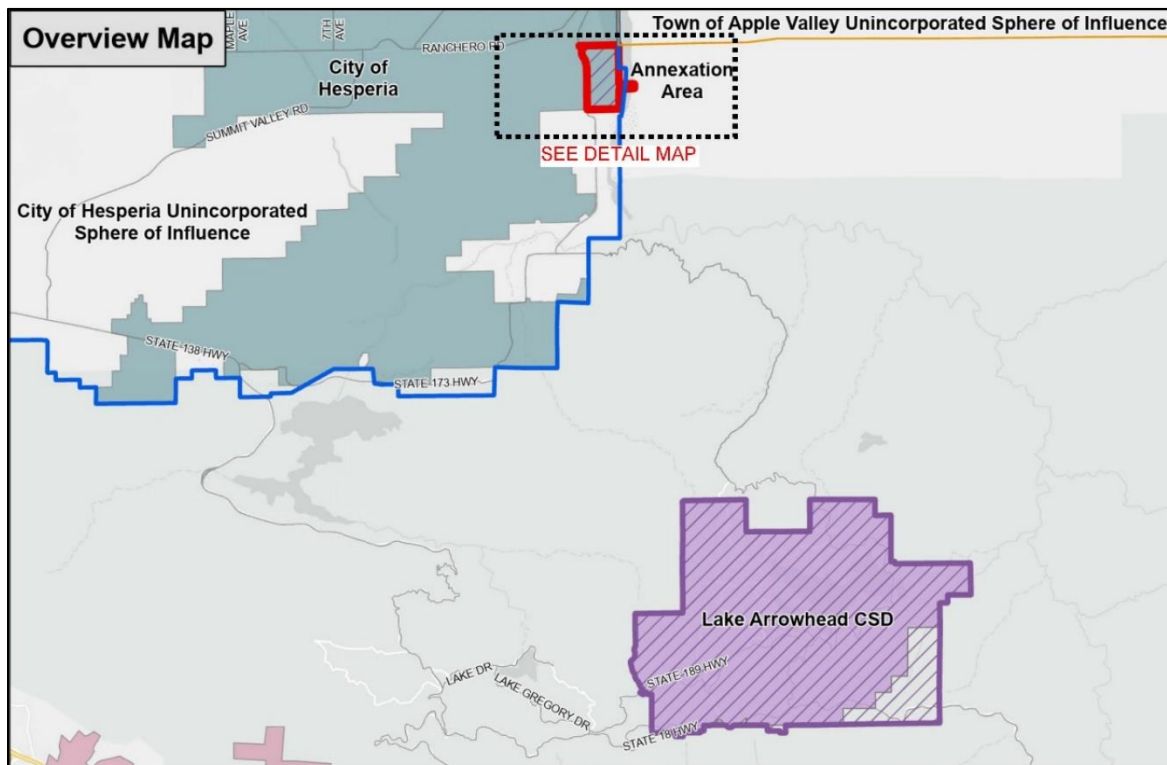 Overview Map
MAPLE
AVE
7TH
AVE
RANCHERO RD
Town of Apple Valley Unincorporated Sphere of Influence
City of
Hesperia
Annexation
Area
SUMMIT VALLEY RD
SEE DETAIL MAP
City of Hesperia Unincorporated
Sphere of Influence
STATE 138 HWY
STATE 173 HWY
Lake Arrowhead CSD
STATE 189 HWY
LAKE DR
LAKE GREGORY DR
STATE 18 HWY